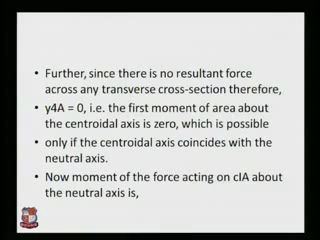 • Further, since there is no resultant force
across any transverse cross-section therefore,
• y4A = 0, i.e. the first moment of area about
the centroidal axis is zero, which is possible
• only if the centroidal axis coincides with the
neutral axis.
• Now moment of the force acting on cIA about
the neutral axis is,